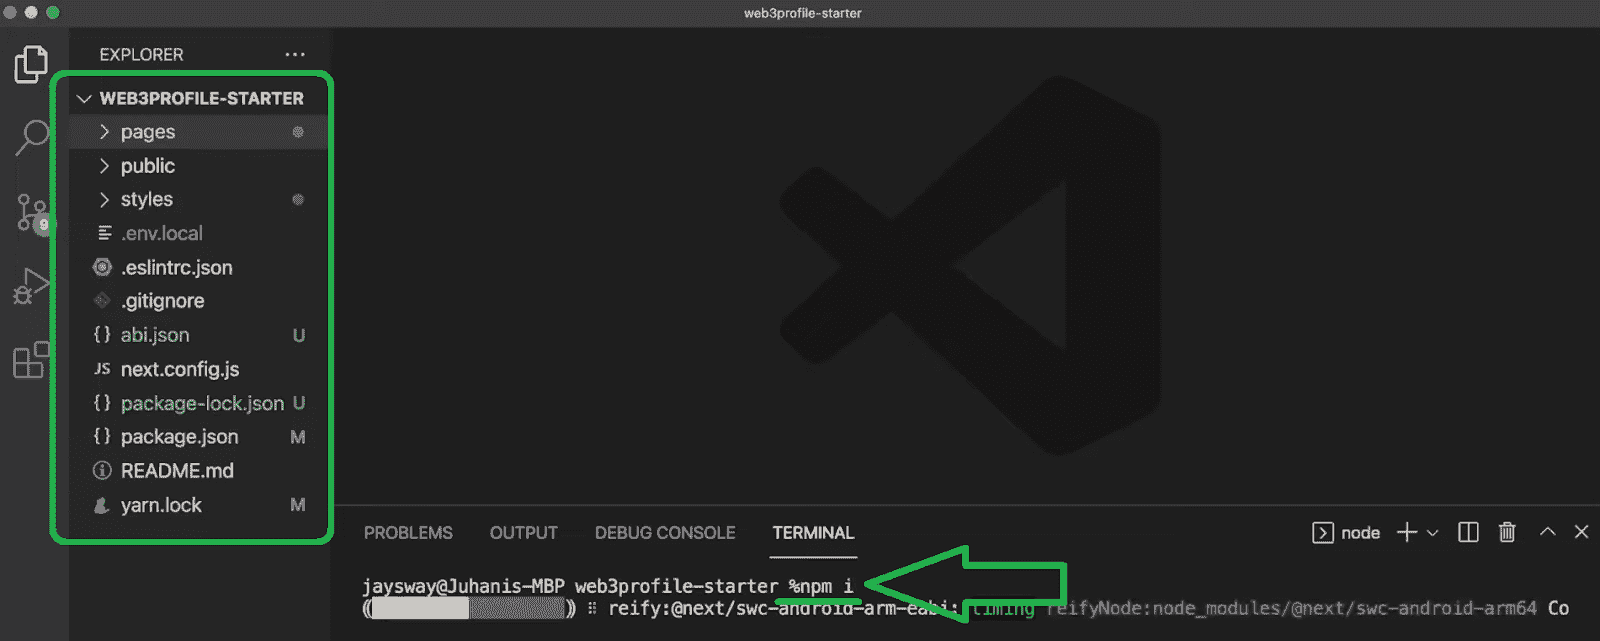 web3profile-starter
EXPLORER ...
WEB3PROFILE-STARTER
pages
public
styles
9
.env.local
.eslintrc.json
.gitignore
{} abi.json U
JS next.config.js
{} package-lock.json U
{} package.json M
README.md
yarn.lock M
PROBLEMS OUTPUT DEBUG CONSOLE TERMINAL node
jaysway@Juhanis-MBP web3profile-starter %npm i
reify:@next/swc-android-arm-eabi: timing reifyNode:node_modules/@next/swc-android-arm64 Co